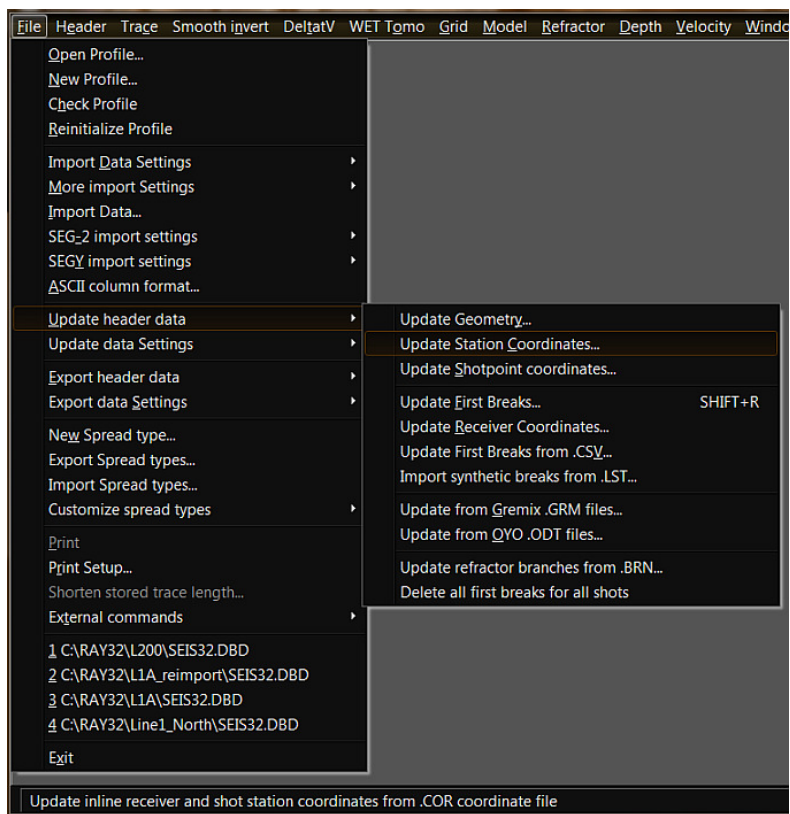 File Header Trace Smooth invert DeltatV WET Tomo Grid Model Refractor Depth Velocity
Open Profile...
New Profile...
Check Profile
Reinitialize Profile
Import Data Settings
More import Settings
Import Data...
SEG-2 import settings
SEGY import settings
ASCII column format...
Update header data
Update data Settings
Export header data
Export data Settings
New Spread type...
Export Spread types...
Import Spread types...
Customize spread types
Print
Print Setup...
Shorten stored trace length...
External commands
1 C:\RAY32\L200\SEIS32.DBD
2 C:\RAY32\L1A_reimport\SEIS32.DBD
3 C:\RAY32\L1A\SEIS32.DBD
4 C:\RAY32\Line1_North\SEIS32.DBD
Exit
Update Geometry...
Update Station Coordinates...
Update Shotpoint coordinates...
Update First Breaks... SHIFT+R
Update Receiver Coordinates...
Update First Breaks from .CSV...
Import synthetic breaks from .LST...
Update from Gremix .GRM files...
Update from OYO .ODT files...
Update refractor branches from .BRN...
Delete all first breaks for all shots
Update inline receiver and shot station coordinates from .COR coordinate file